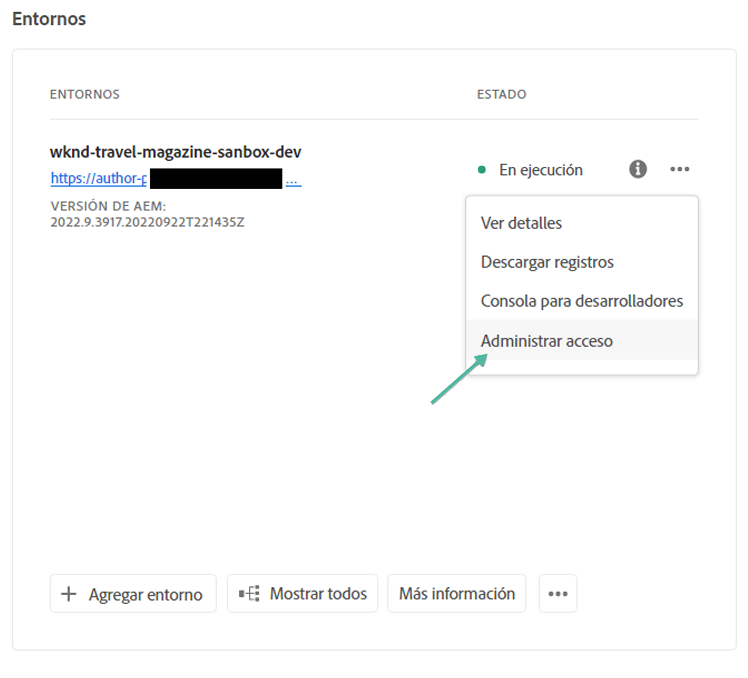 Entornos
ENTORNOS
ESTADO
wknd-travel-magazine-sanbox-dev
https://author-p
...
En ejecución
VERSIÓN DE AEM:
2022.9.3917.20220922T221435Z
Ver detalles
Descargar registros
Consola para desarrolladores
Administrar acceso
Agregar entorno
Mostrar todos
Más información